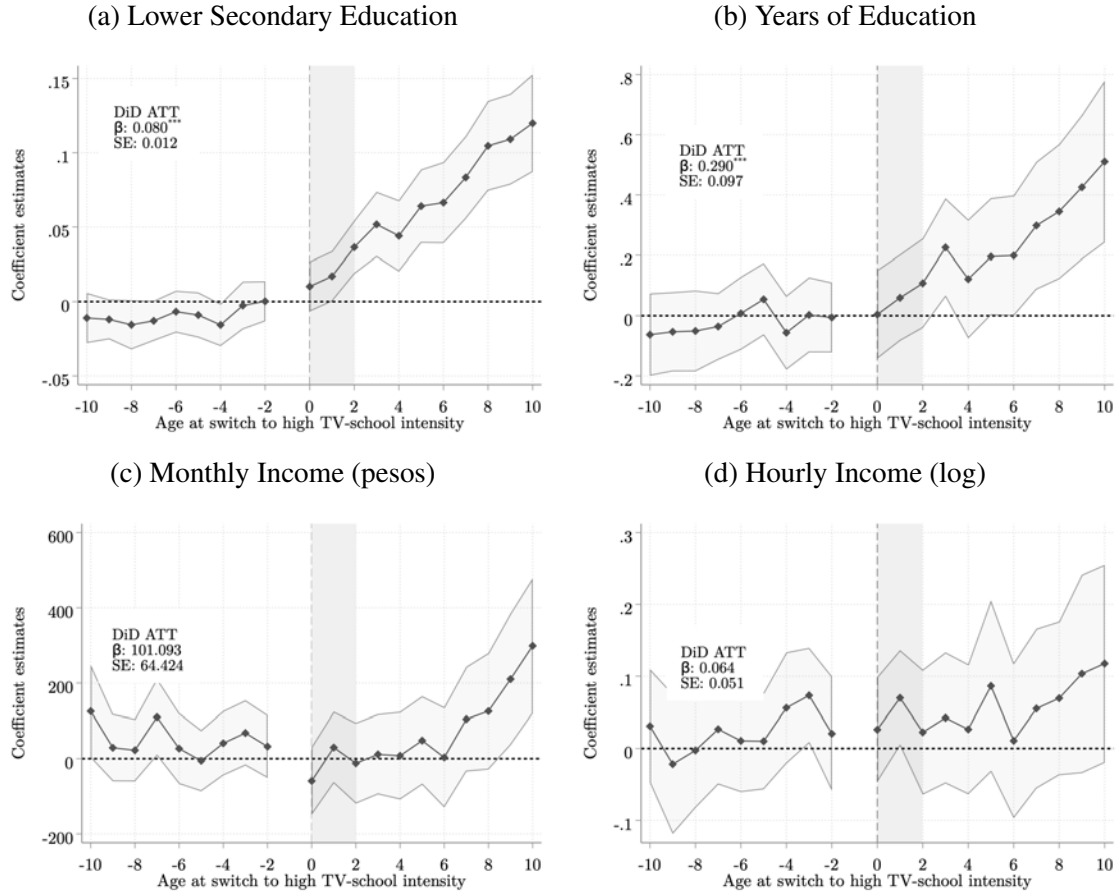 (a) Lower Secondary Education
.15
.1
.05
0
-.05
Coefficient estimates
DiD ATT
β: 0.080***
SE: 0.012
-10 -8 -6 -4 -2 0 2 4 6 8 10
Age at switch to high TV-school intensity
(b) Years of Education
.8
.6
.4
.2
0
-.2
Coefficient estimates
DiD ATT
β: 0.290***
SE: 0.097
-10 -8 -6 -4 -2 0 2 4 6 8 10
Age at switch to high TV-school intensity
(c) Monthly Income (pesos)
600
400
200
0
-200
Coefficient estimates
DiD ATT
β: 101.093
SE: 64.424
-10 -8 -6 -4 -2 0 2 4 6 8 10
Age at switch to high TV-school intensity
(d) Hourly Income (log)
.3
.2
.1
0
-.1
Coefficient estimates
DiD ATT
β: 0.064
SE: 0.051
-10 -8 -6 -4 -2 0 2 4 6 8 10
Age at switch to high TV-school intensity